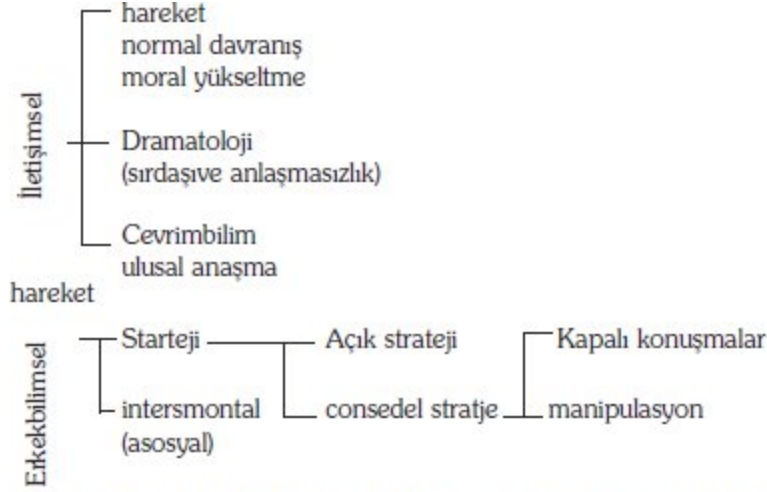 İletişimsel
hareket
normal davranış
moral yükseltme
Dramatoloji
(sırdaşıve anlaşmasızlık)
Cevrimbilim
ulusal anaşma
hareket
Erkekbilimsel
Starteji
Açık strateji
Kapalı konuşmalar
intersmontal
(asosyal)
consedel stratje
manipulasyon